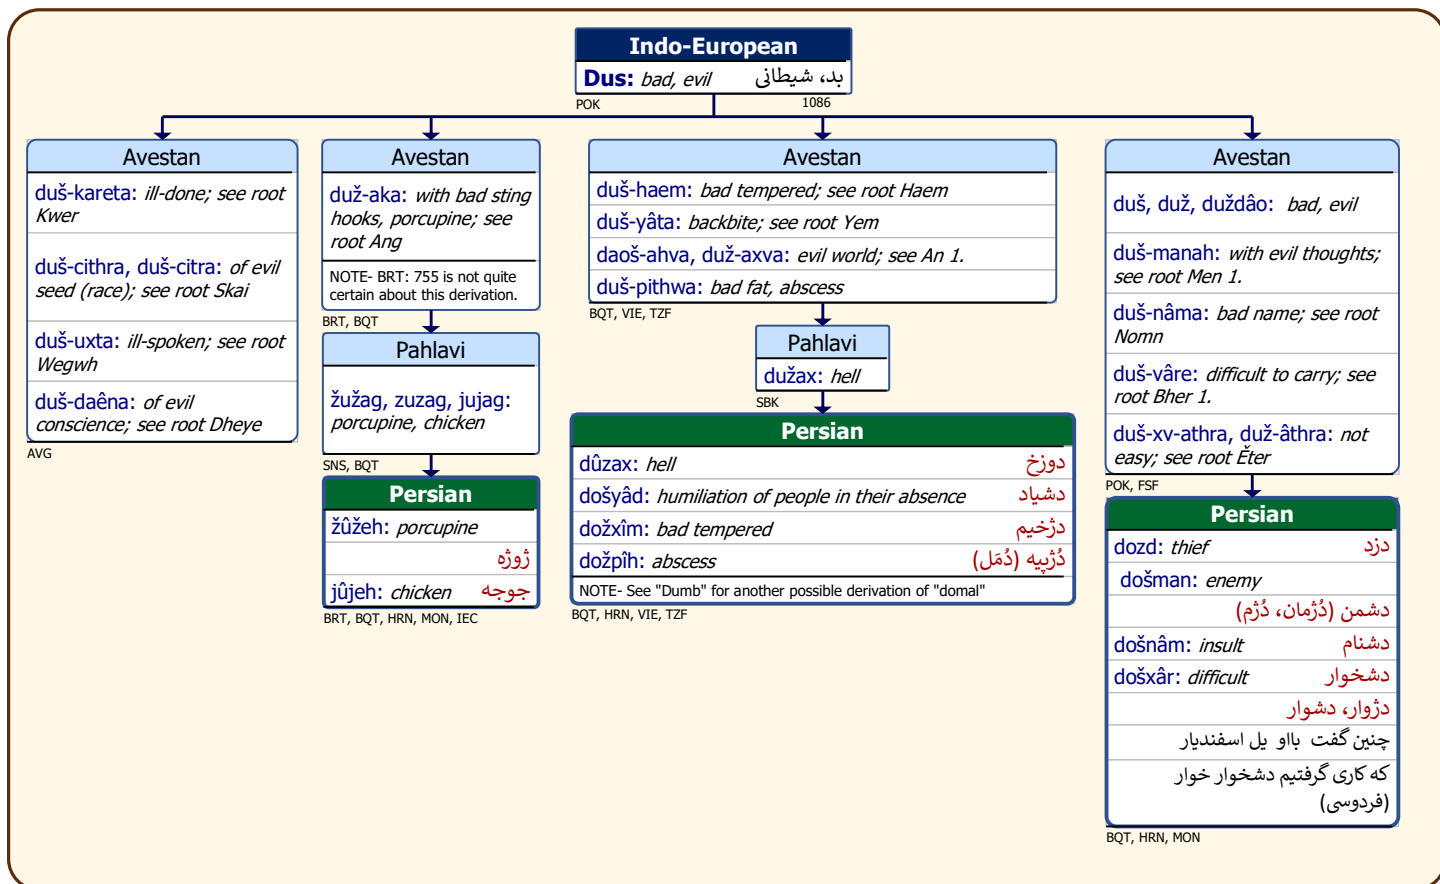 Indo-European
Dus: bad, evil بد، شیطانی
POK 1086
Avestan
duš-kareta: ill-done; see root
Kwer
duš-cithra, duš-citra: of evil
seed (race); see root Skai
duš-uxta: ill-spoken; see root
Wegwh
duš-daêna: of evil
conscience; see root Dheye
AVG
Avestan
duž-aka: with bad sting
hooks, porcupine; see
root Ang
NOTE- BRT: 755 is not quite
certain about this derivation.
BRT, BQT
Pahlavi
žužag, zuzag, jujag:
porcupine, chicken
SNS, BQT
Persian
žûžeh: porcupine
ژوژه
jûjeh: chicken جوجه
BRT, BQT, HRN, MON, IEC
Avestan
duš-haem: bad tempered; see root Haem
duš-yâta: backbite; see root Yem
daoš-ahva, duž-axva: evil world; see An 1.
duš-pithwa: bad fat, abscess
BQT, VIE, TZF
Pahlavi
dužax: hell
SBK
Persian
dûzax: hell دوزخ
došyâd: humiliation of people in their absence دشیاد
dožxîm: bad tempered دژخیم
dožpîh: abscess دُژپیه (دُمَل)
NOTE- See "Dumb" for another possible derivation of "domal"
BQT, HRN, VIE, TZF
Avestan
duš, duž, duždâo: bad, evil
duš-manah: with evil thoughts;
see root Men 1.
duš-nâma: bad name; see root
Nomn
duš-vâre: difficult to carry; see
root Bher 1.
duš-xv-athra, duž-âthra: not
easy; see root Ĕter
POK, FSF
Persian
dozd: thief دزد
došman: enemy
دشمن (دُژمان، دُژم)
došnâm: insult دشنام
došxâr: difficult دشخوار
دژوار، دشوار
چنین گفت بااو یل اسفندیار
که کاری گرفتیم دشخوار خوار
(فردوسی)
BQT, HRN, MON